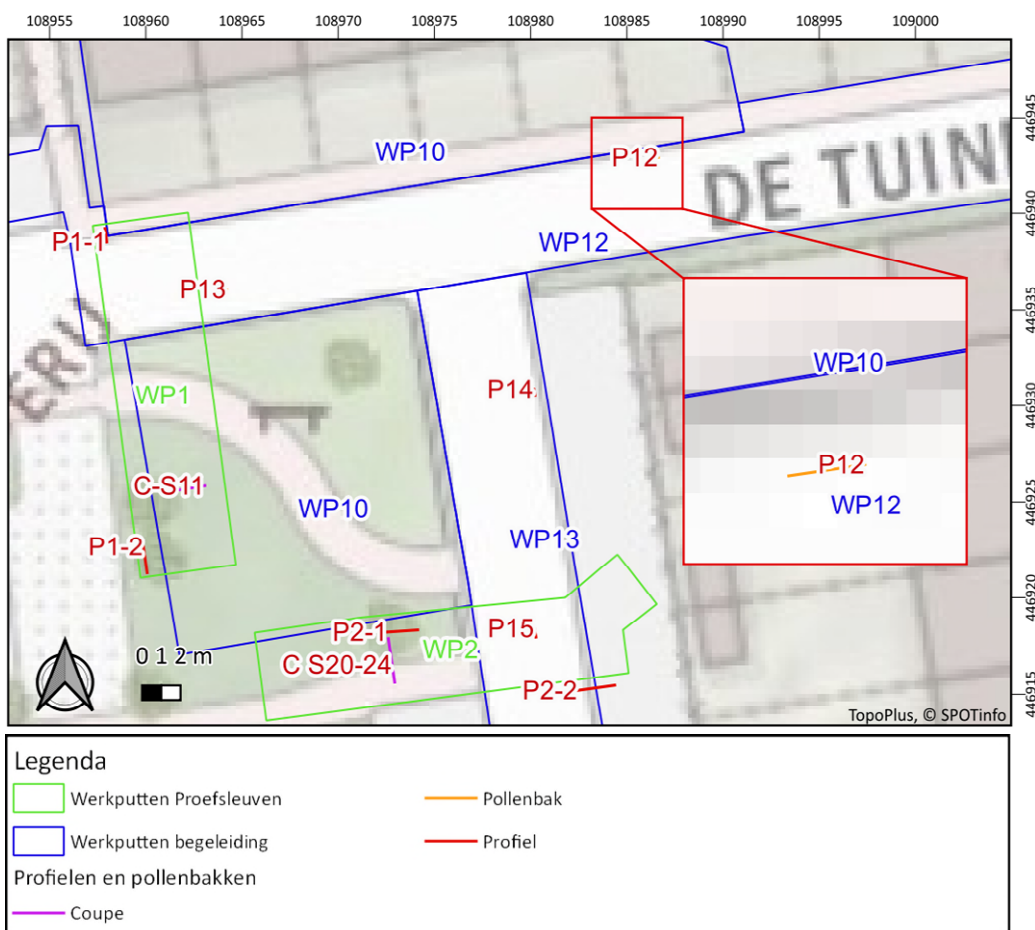 108955 108960 108965 108970 108975 108980 108985 108990 108995 109000
446945
WP10
P12
DE TUIN
446940
P1-1
WP12
P13
446935
WP10
ERIJ
WP1
P14
446930
P12
WP12
C-S11
446925
WP10
WP13
P1-2
446920
P2-1
WP2
P15
C S20-24
0 1 2 m
P2-2
446915
TopoPlus, © SPOTinfo
Legenda
Werkputten Proefsleuven
Pollenbak
Werkputten begeleiding
Profiel
Profielen en pollenbakken
Coupe